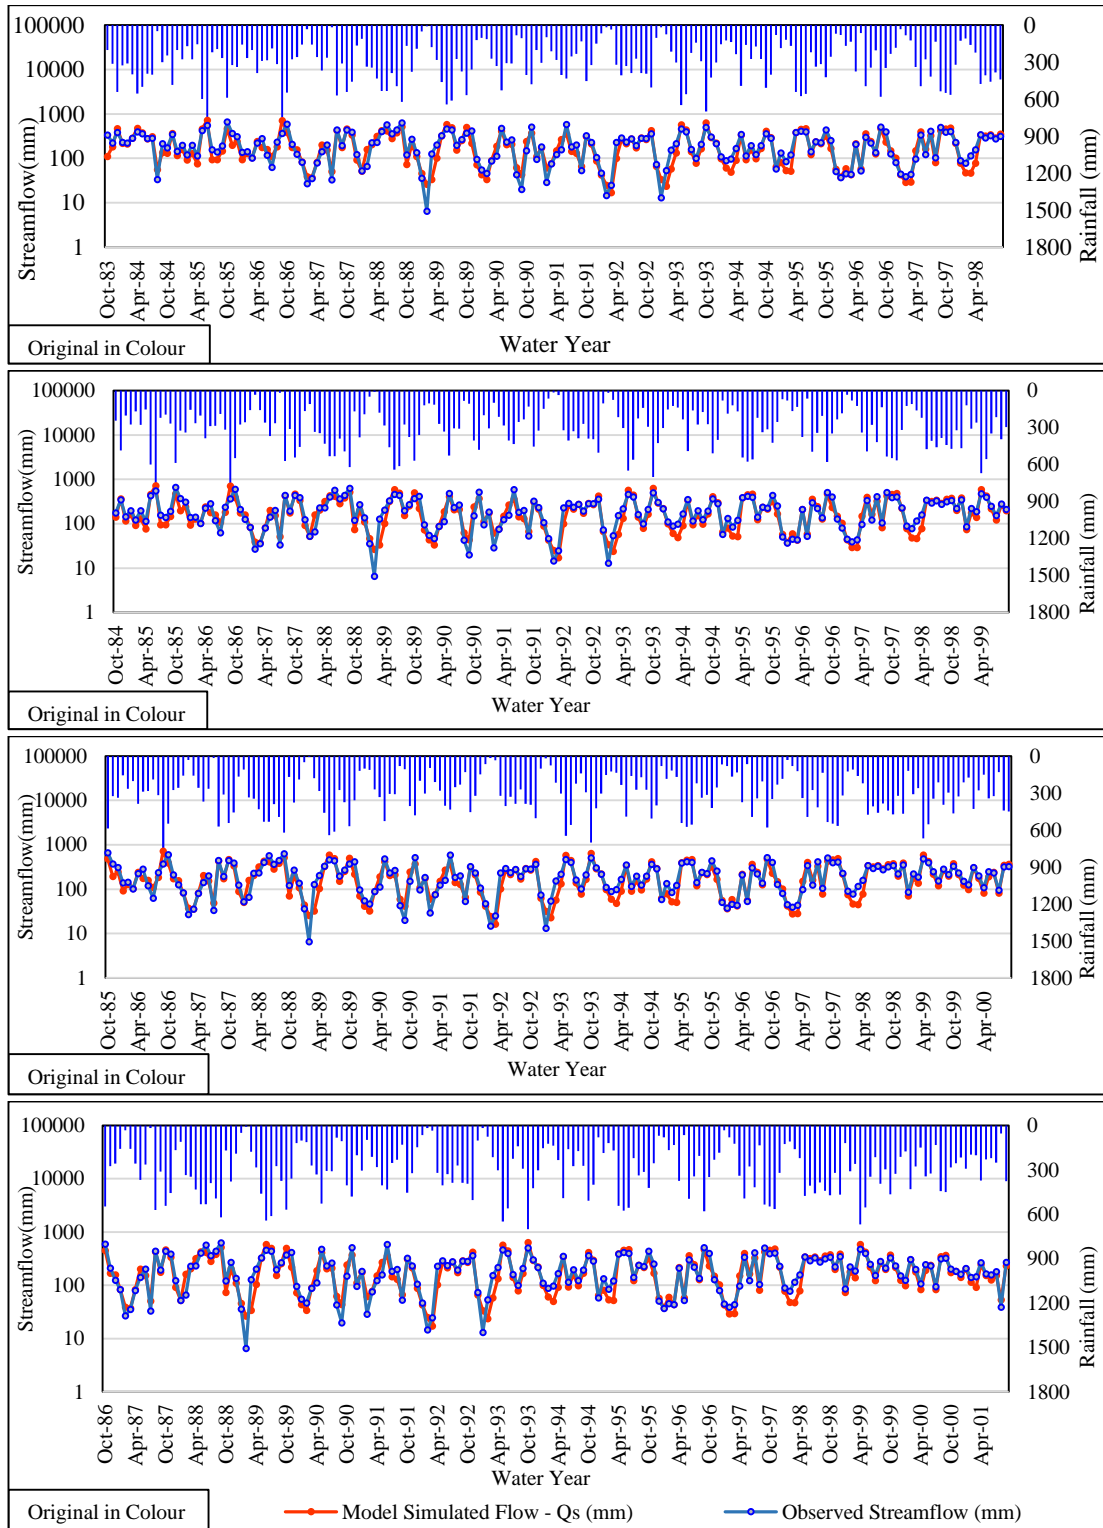 100000
10000
1000
100
10
1
Streamflow(mm)
0
300
600
900
1200
1500
1800
Rainfall (mm)
Oct-83
Apr-84
Oct-84
Apr-85
Oct-85
Apr-86
Oct-86
Apr-87
Oct-87
Apr-88
Oct-88
Apr-89
Oct-89
Apr-90
Oct-90
Apr-91
Oct-91
Apr-92
Oct-92
Apr-93
Oct-93
Apr-94
Oct-94
Apr-95
Oct-95
Apr-96
Oct-96
Apr-97
Oct-97
Apr-98
Water Year
Original in Colour
100000
10000
1000
100
10
1
Streamflow(mm)
0
300
600
900
1200
1500
1800
Rainfall (mm)
Oct-84
Apr-85
Oct-85
Apr-86
Oct-86
Apr-87
Oct-87
Apr-88
Oct-88
Apr-89
Oct-89
Apr-90
Oct-90
Apr-91
Oct-91
Apr-92
Oct-92
Apr-93
Oct-93
Apr-94
Oct-94
Apr-95
Oct-95
Apr-96
Oct-96
Apr-97
Oct-97
Apr-98
Oct-98
Apr-99
Water Year
Original in Colour
100000
10000
1000
100
10
1
Streamflow(mm)
0
300
600
900
1200
1500
1800
Rainfall (mm)
Oct-85
Apr-86
Oct-86
Apr-87
Oct-87
Apr-88
Oct-88
Apr-89
Oct-89
Apr-90
Oct-90
Apr-91
Oct-91
Apr-92
Oct-92
Apr-93
Oct-93
Apr-94
Oct-94
Apr-95
Oct-95
Apr-96
Oct-96
Apr-97
Oct-97
Apr-98
Oct-98
Apr-99
Oct-99
Apr-00
Water Year
Original in Colour
100000
10000
1000
100
10
1
Streamflow(mm)
0
300
600
900
1200
1500
1800
Rainfall (mm)
Oct-86
Apr-87
Oct-87
Apr-88
Oct-88
Apr-89
Oct-89
Apr-90
Oct-90
Apr-91
Oct-91
Apr-92
Oct-92
Apr-93
Oct-93
Apr-94
Oct-94
Apr-95
Oct-95
Apr-96
Oct-96
Apr-97
Oct-97
Apr-98
Oct-98
Apr-99
Oct-99
Apr-00
Oct-00
Apr-01
Water Year
Original in Colour
Model Simulated Flow - Qs (mm)
Observed Streamflow (mm)